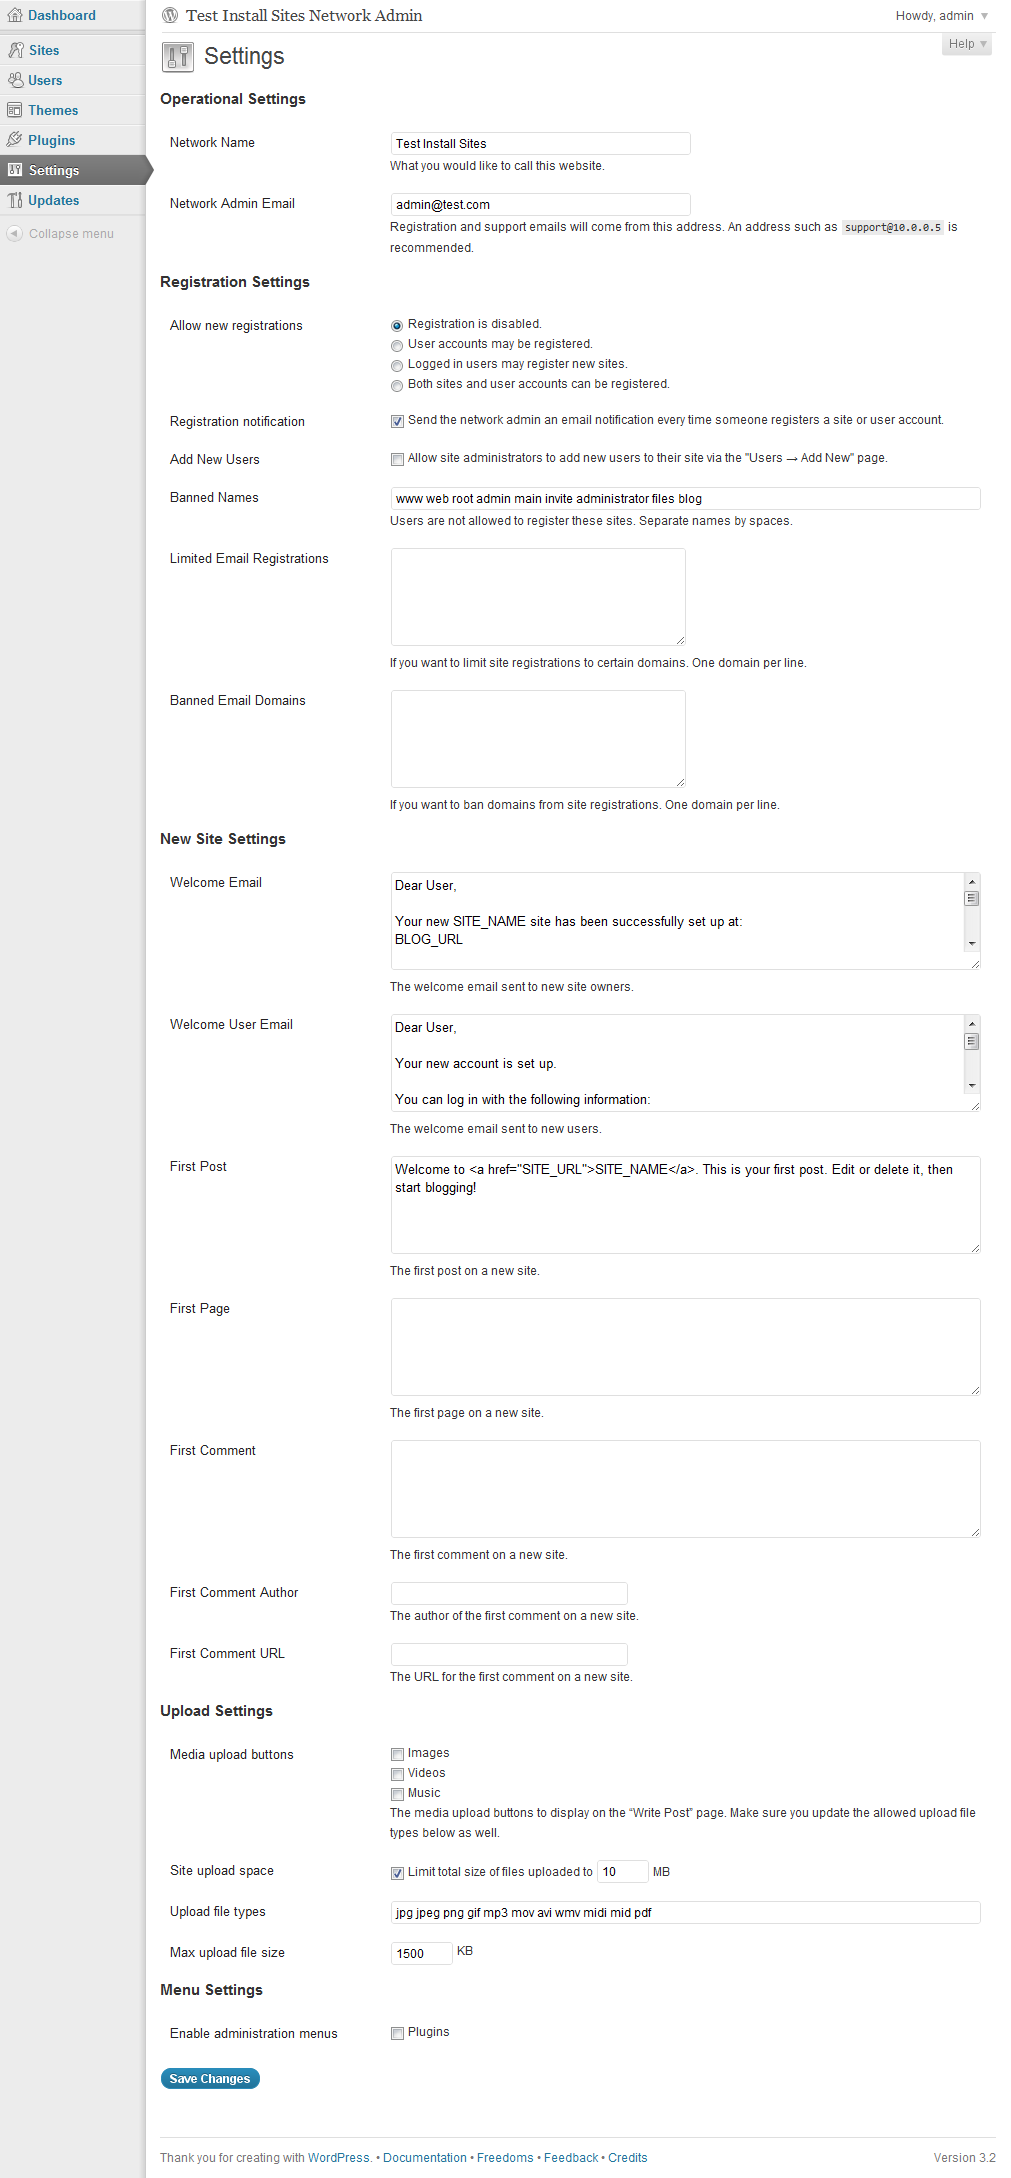 Dashboard
Sites
Users
Themes
Plugins
Settings
Updates
Collapse menu
Test Install Sites Network Admin
Howdy, admin
Help
Settings
Operational Settings
Network Name
Test Install Sites
What you would like to call this website.
Network Admin Email
admin@test.com
Registration and support emails will come from this address. An address such as support@10.0.0.5 is
recommended.
Registration Settings
Allow new registrations
Registration is disabled.
User accounts may be registered.
Logged in users may register new sites.
Both sites and user accounts can be registered.
Registration notification
Send the network admin an email notification every time someone registers a site or user account.
Add New Users
Allow site administrators to add new users to their site via the "Users → Add New" page.
Banned Names
www web root admin main invite administrator files blog
Users are not allowed to register these sites. Separate names by spaces.
Limited Email Registrations
If you want to limit site registrations to certain domains. One domain per line.
Banned Email Domains
If you want to ban domains from site registrations. One domain per line.
New Site Settings
Welcome Email
Dear User,
Your new SITE_NAME site has been successfully set up at:
BLOG_URL
The welcome email sent to new site owners.
Welcome User Email
Dear User,
Your new account is set up.
You can log in with the following information:
The welcome email sent to new users.
First Post
Welcome to <a href="SITE_URL">SITE_NAME</a>. This is your first post. Edit or delete it, then
start blogging!
The first post on a new site.
First Page
The first page on a new site.
First Comment
The first comment on a new site.
First Comment Author
The author of the first comment on a new site.
First Comment URL
The URL for the first comment on a new site.
Upload Settings
Media upload buttons
Images
Videos
Music
The media upload buttons to display on the “Write Post” page. Make sure you update the allowed upload file
types below as well.
Site upload space
Limit total size of files uploaded to 10 MB
Upload file types
jpg jpeg png gif mp3 mov avi wmv midi mid pdf
Max upload file size
1500 KB
Menu Settings
Enable administration menus
Plugins
Save Changes
Thank you for creating with WordPress. • Documentation • Freedoms • Feedback • Credits
Version 3.2